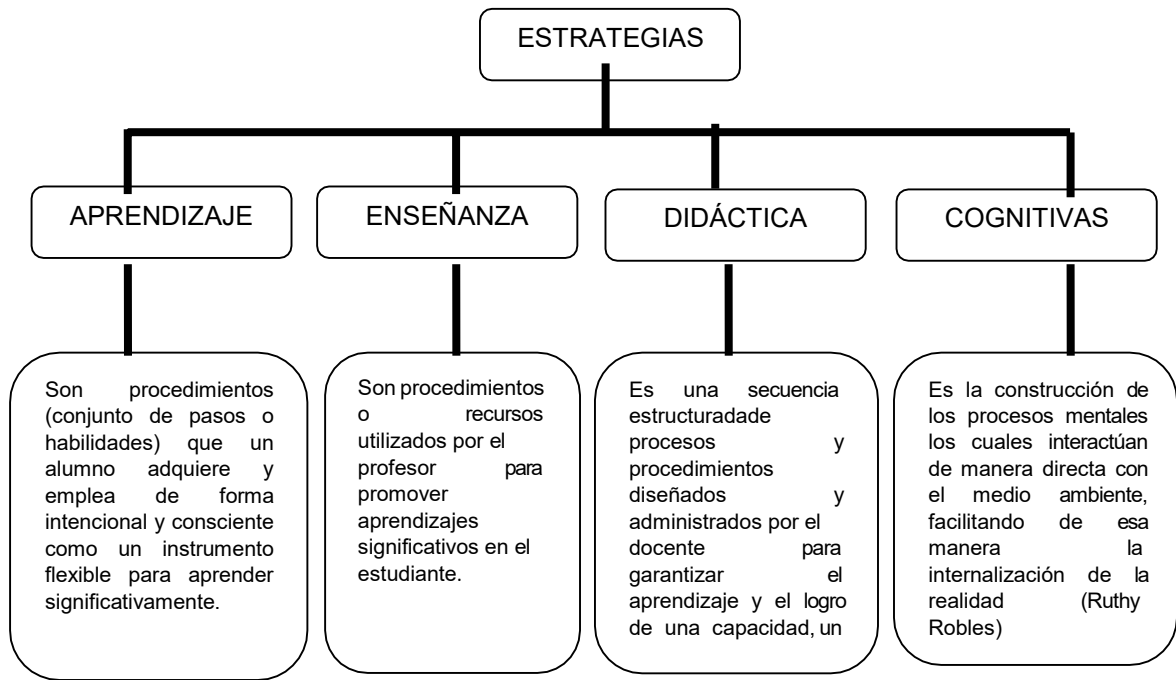 ESTRATEGIAS
APRENDIZAJE
ENSEÑANZA
DIDÁCTICA
COGNITIVAS
Son procedimientos
(conjunto de pasos o
habilidades) que un
alumno adquiere y
emplea de forma
intencional y consciente
como un instrumento
flexible para aprender
significativamente.
Son procedimientos
o recursos
utilizados por el
profesor para
promover
aprendizajes
significativos en el
estudiante.
Es una secuencia
estructuradade
procesos y
procedimientos
diseñados y
administrados por el
docente para
garantizar el
aprendizaje y el logro
de una capacidad, un
Es la construcción de
los procesos mentales
los cuales interactúan
de manera directa con
el medio ambiente,
facilitando de esa
manera la
internalización de la
realidad (Ruthy
Robles)